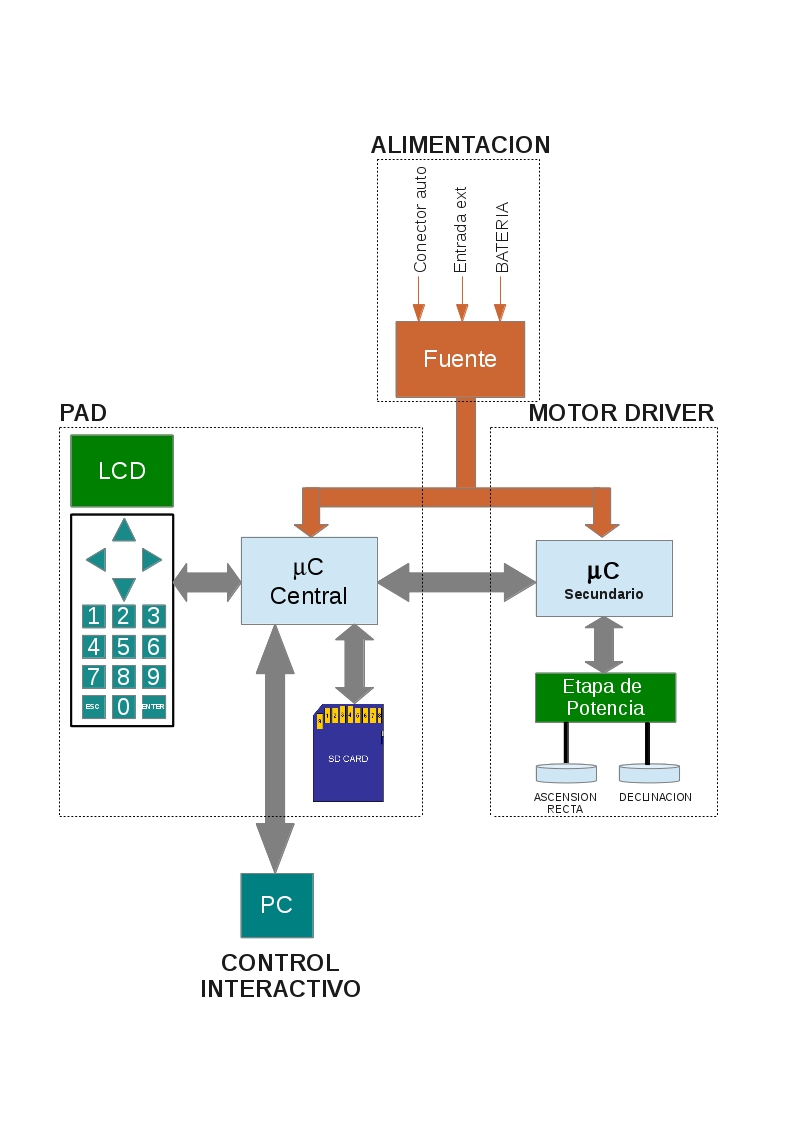 ALIMENTACION
Conector auto
Entrada ext
BATERIA
Fuente
PAD
MOTOR DRIVER
LCD
1 2 3
4 5 6
7 8 9
ESC 0 ENTER
μC
Central
μC
Secundario
Etapa de
Potencia
SD CARD
ASCENSION
RECTA
DECLINACION
PC
CONTROL
INTERACTIVO